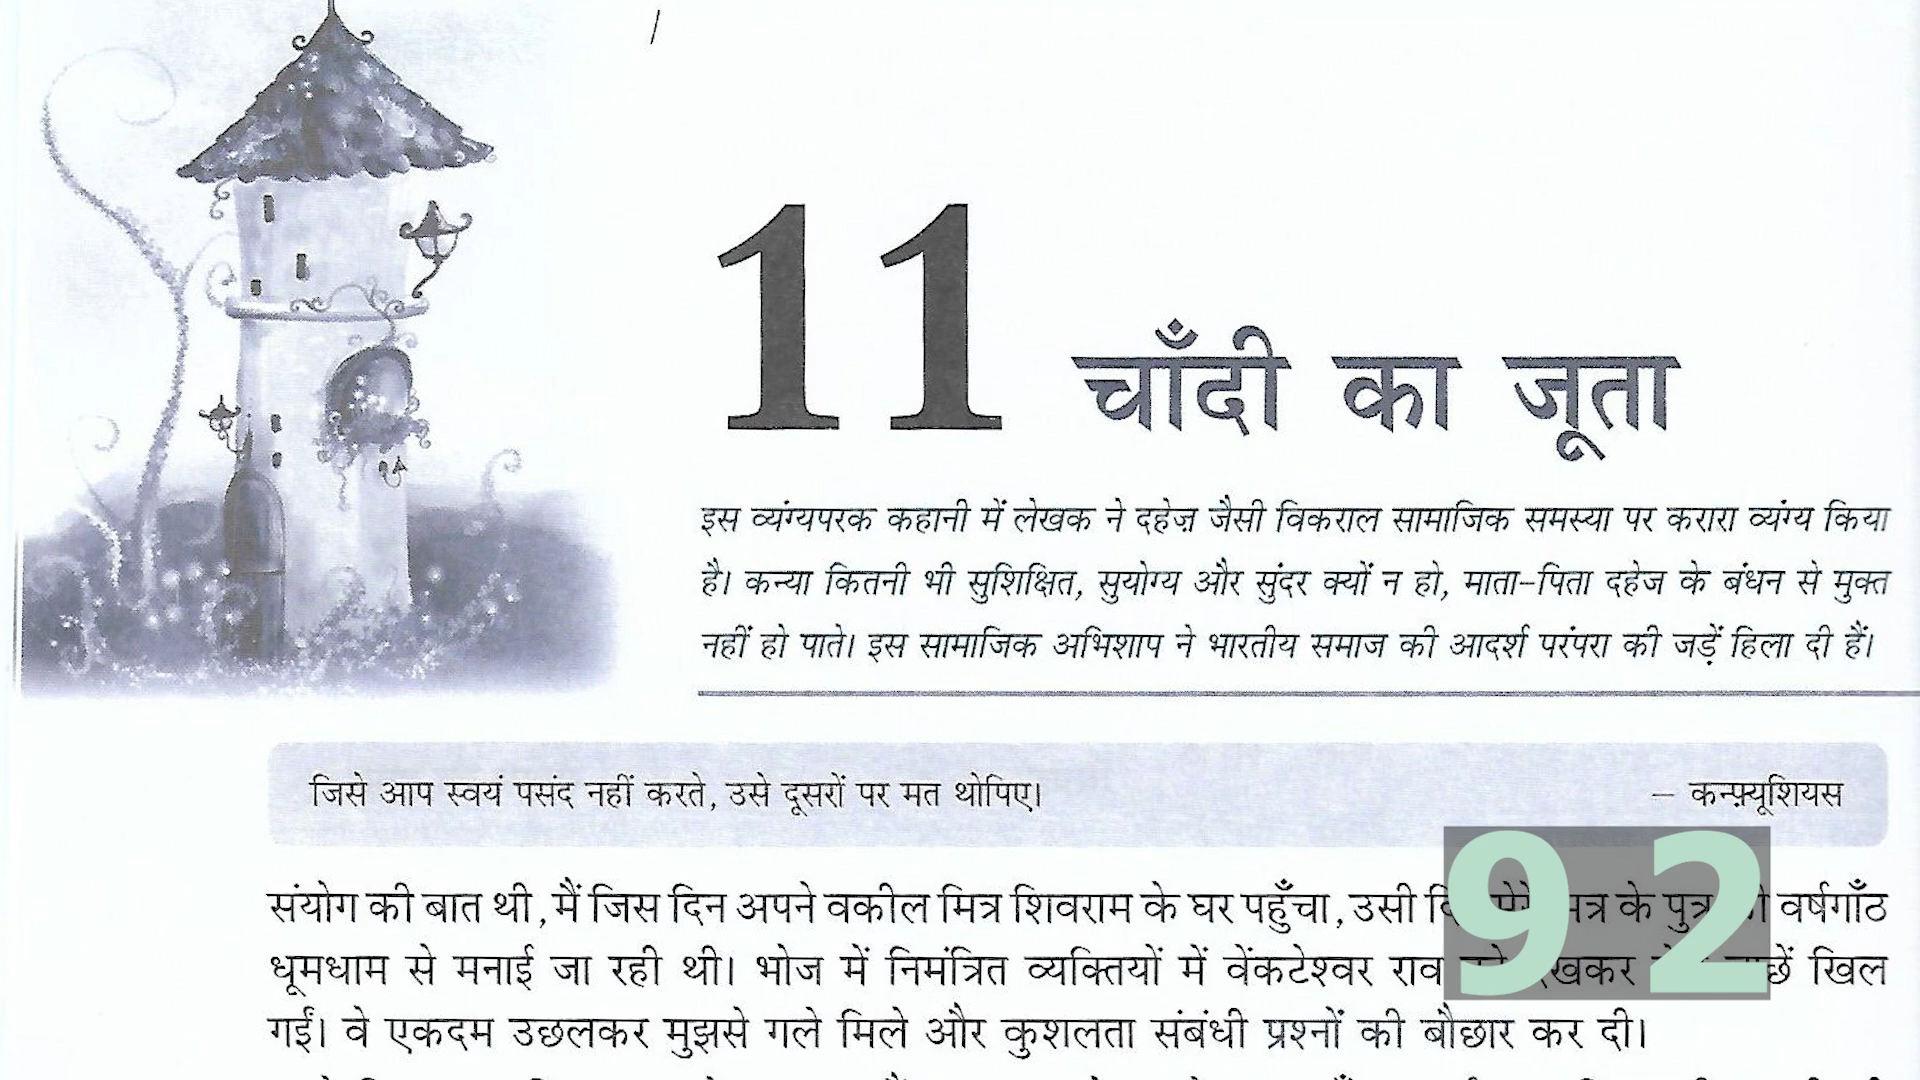 11 चाँदी का जूता
इस व्यंग्यपरक कहानी में लेखक ने दहेज़ जैसी विकराल सामाजिक समस्या पर करारा व्यंग्य किया
है। कन्या कितनी भी सुशिक्षित, सुयोग्य और सुंदर क्यों न हो, माता-पिता दहेज के बंधन से मुक्त
नहीं हो पाते। इस सामाजिक अभिशाप ने भारतीय समाज की आदर्श परंपरा की जड़ें हिला दी हैं।
जिसे आप स्वयं पसंद नहीं करते, उसे दूसरों पर मत थोपिए। – कन्फ़्यूशियस
संयोग की बात थी, मैं जिस दिन अपने वकील मित्र शिवराम के घर पहुँचा, उसी के पुत्र वर्षगाँठ
धूमधाम से मनाई जा रही थी। भोज में निमंत्रित व्यक्तियों में वेंकटेश्वर राव खिल
गईं। वे एकदम उछलकर मुझसे गले मिले और कुशलता संबंधी प्रश्नों की बौछार कर दी।
9 2